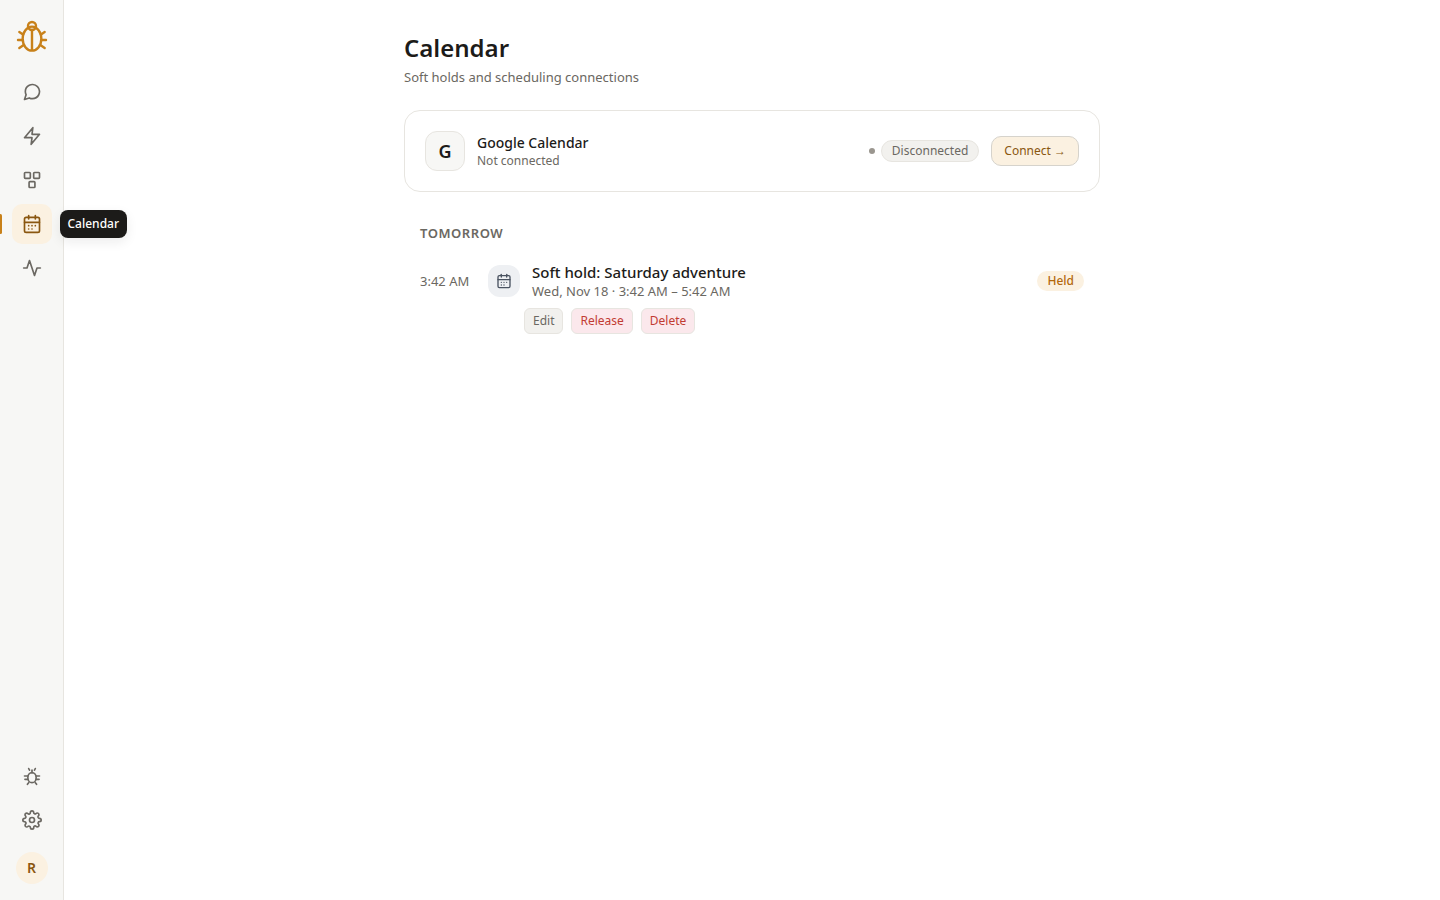 Calendar
Soft holds and scheduling connections
G
Google Calendar
Not connected
Disconnected
Connect →
Calendar
TOMORROW
3:42 AM
Soft hold: Saturday adventure
Wed, Nov 18 · 3:42 AM – 5:42 AM
Held
Edit
Release
Delete
R